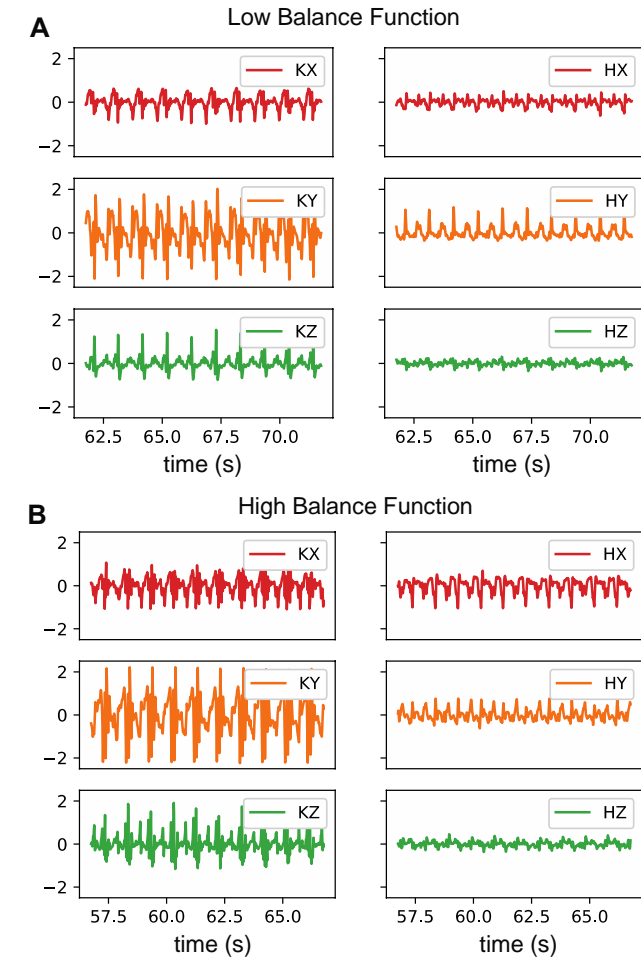 A
Low Balance Function
2
0
−2
KX
HX
2
0
−2
KY
HY
2
0
−2
KZ
HZ
62.5 65.0 67.5 70.0
62.5 65.0 67.5 70.0
time (s)
time (s)
B
High Balance Function
2
0
−2
KX
HX
2
0
−2
KY
HY
2
0
−2
KZ
HZ
57.5 60.0 62.5 65.0
57.5 60.0 62.5 65.0
time (s)
time (s)